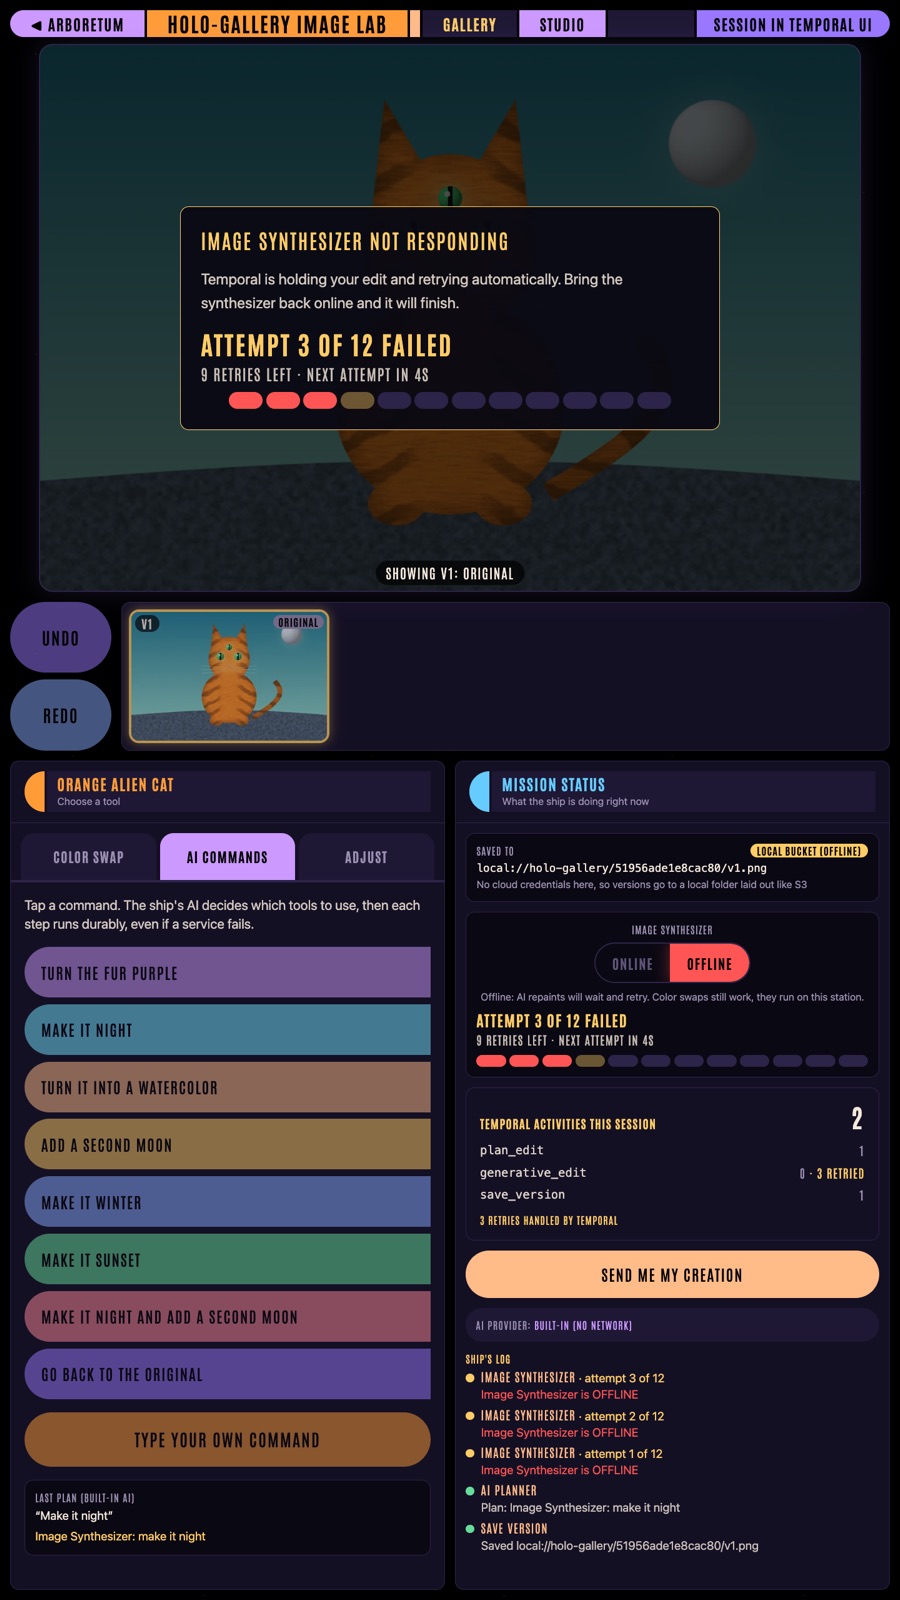 ◀ ARBORETUM
HOLO-GALLERY IMAGE LAB
GALLERY
STUDIO
SESSION IN TEMPORAL UI
IMAGE SYNTHESIZER NOT RESPONDING
Temporal is holding your edit and retrying automatically. Bring the
synthesizer back online and it will finish.
ATTEMPT 3 OF 12 FAILED
9 RETRIES LEFT · NEXT ATTEMPT IN 4S
SHOWING V1: ORIGINAL
UNDO
REDO
V1
ORIGINAL
ORANGE ALIEN CAT
Choose a tool
COLOR SWAP
AI COMMANDS
ADJUST
Tap a command. The ship's AI decides which tools to use, then each
step runs durably, even if a service fails.
TURN THE FUR PURPLE
MAKE IT NIGHT
TURN IT INTO A WATERCOLOR
ADD A SECOND MOON
MAKE IT WINTER
MAKE IT SUNSET
MAKE IT NIGHT AND ADD A SECOND MOON
GO BACK TO THE ORIGINAL
TYPE YOUR OWN COMMAND
LAST PLAN (BUILT-IN AI)
“Make it night”
Image Synthesizer: make it night
MISSION STATUS
What the ship is doing right now
SAVED TO
LOCAL BUCKET (OFFLINE)
local://holo-gallery/51956ade1e8cac80/v1.png
No cloud credentials here, so versions go to a local folder laid out like S3
IMAGE SYNTHESIZER
ONLINE
OFFLINE
Offline: AI repaints will wait and retry. Color swaps still work, they run on this station.
ATTEMPT 3 OF 12 FAILED
9 RETRIES LEFT · NEXT ATTEMPT IN 4S
TEMPORAL ACTIVITIES THIS SESSION 2
plan_edit 1
generative_edit 0 · 3 RETRIED
save_version 1
3 RETRIES HANDLED BY TEMPORAL
SEND ME MY CREATION
AI PROVIDER: BUILT-IN (NO NETWORK)
SHIP'S LOG
IMAGE SYNTHESIZER · attempt 3 of 12
Image Synthesizer is OFFLINE
IMAGE SYNTHESIZER · attempt 2 of 12
Image Synthesizer is OFFLINE
IMAGE SYNTHESIZER · attempt 1 of 12
Image Synthesizer is OFFLINE
AI PLANNER
Plan: Image Synthesizer: make it night
SAVE VERSION
Saved local://holo-gallery/51956ade1e8cac80/v1.png